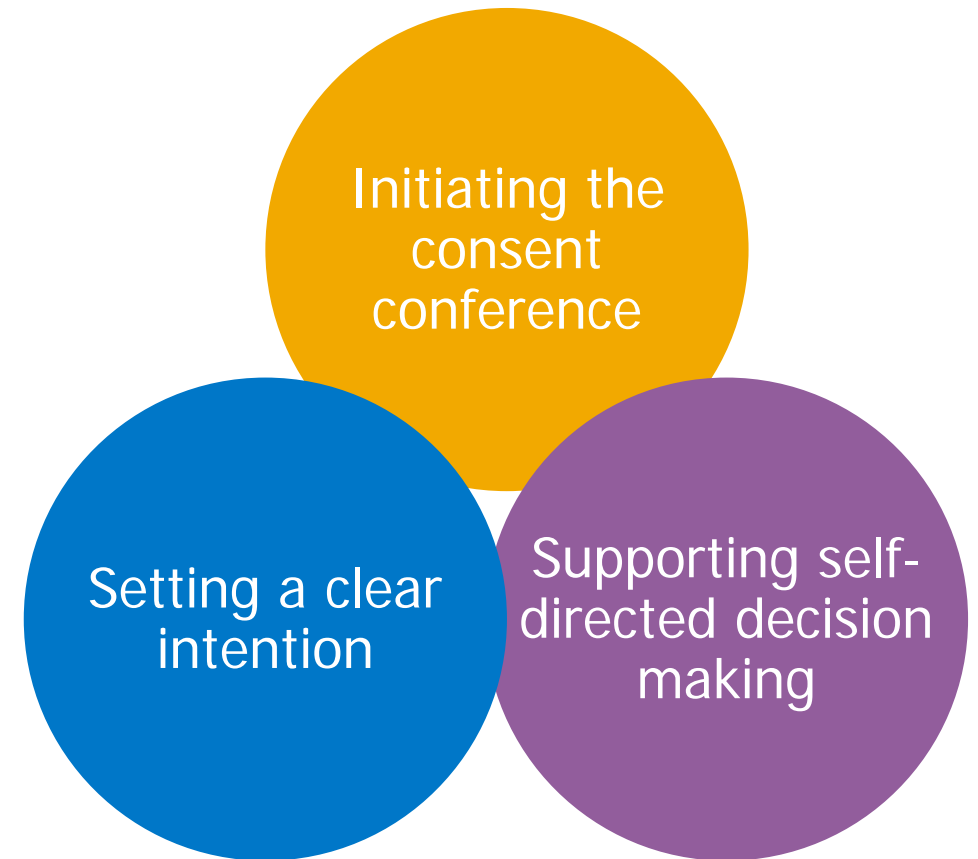 Initiating the
consent
conference
Setting a clear
intention
Supporting self-
directed decision
making